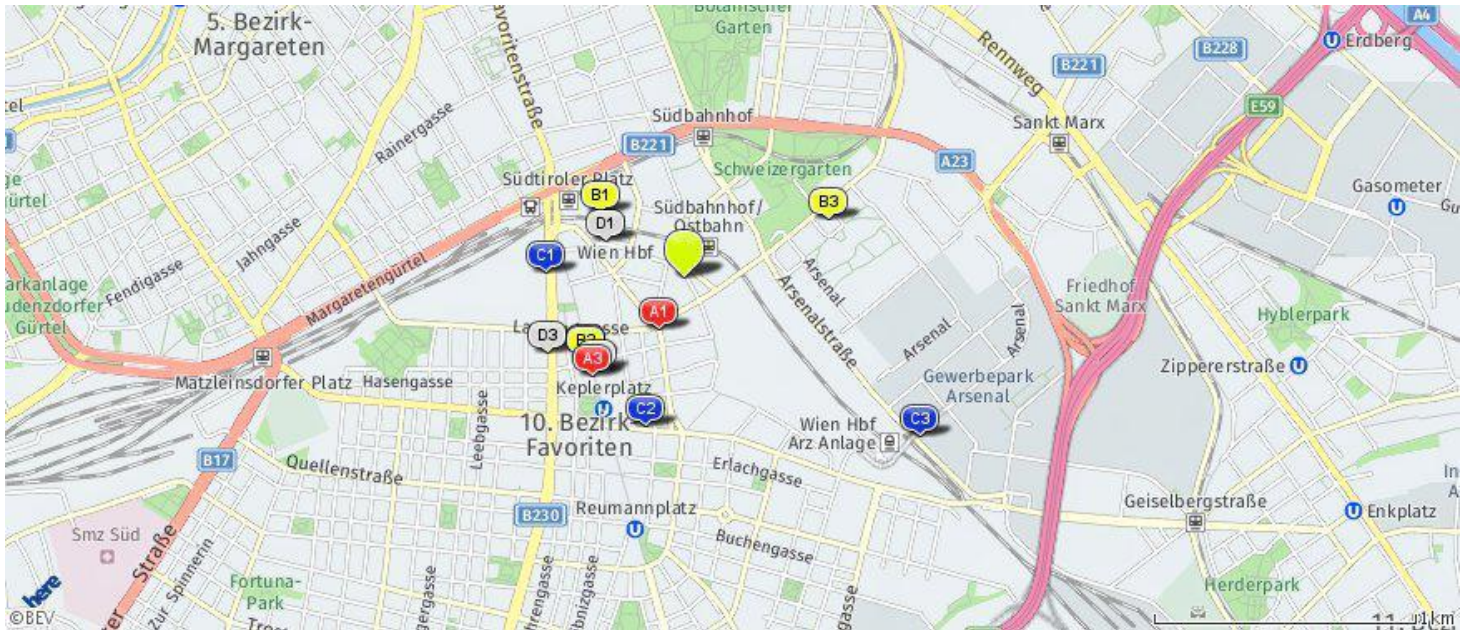 5. Bezirk-
Margareten
Botanischer
Garten
A4
Erdberg
B228
B221
Rennweg
E59
Favoritenstraße
Rainergasse
Südbahnhof
B221
Sankt Marx
A23
Schweizergarten
Gasometer
Südtiroler Platz
B1
B3
Südbahnhof/
Ostbahn
D1
Jahngasse
Fendigasse
Margaretengürtel
C1
Wien Hbf
Arsenal
Arsenalstraße
Friedhof
Sankt Marx
Gürtel
Hyblerpark
A1
D3
B2
A3
Arsenal
Arsenal
Matzleinsdorfer Platz
Hasengasse
Keplerplatz
Gewerbepark
Arsenal
Zippererstraße
Leebgasse
C2
C3
10. Bezirk-
Favoriten
Wien Hbf
Arz Anlage
B17
Quellenstraße
Erlachgasse
Geiselbergstraße
Enkplatz
B230
Reumannplatz
Buchengasse
Smz Süd
Straße
zur Spinnerin
Fortuna-
Park
Herderpark
here
©BEV
1 km